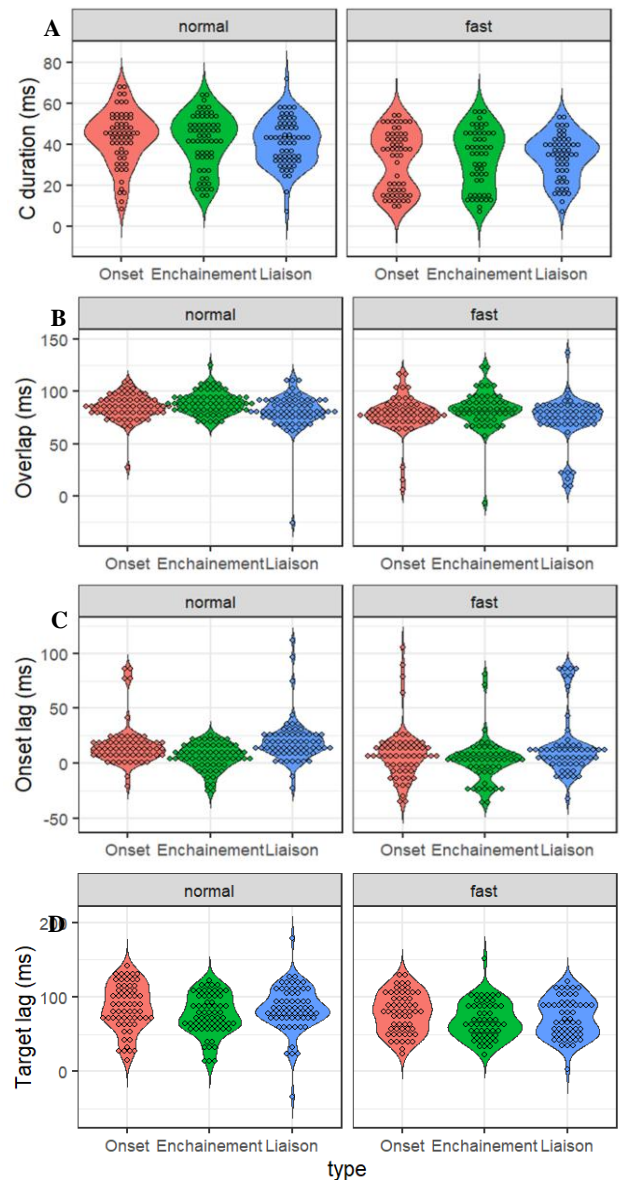 A
normal fast
C duration (ms)
80
60
40
20
0
Onset Enchainement Liaison Onset Enchainement Liaison
B
normal fast
Overlap (ms)
150
100
50
0
Onset Enchainement Liaison Onset Enchainement Liaison
C
normal fast
Onset lag (ms)
100
50
0
-50
Onset Enchainement Liaison Onset Enchainement Liaison
D
normal fast
Target lag (ms)
200
100
0
Onset Enchainement Liaison Onset Enchainement Liaison
type